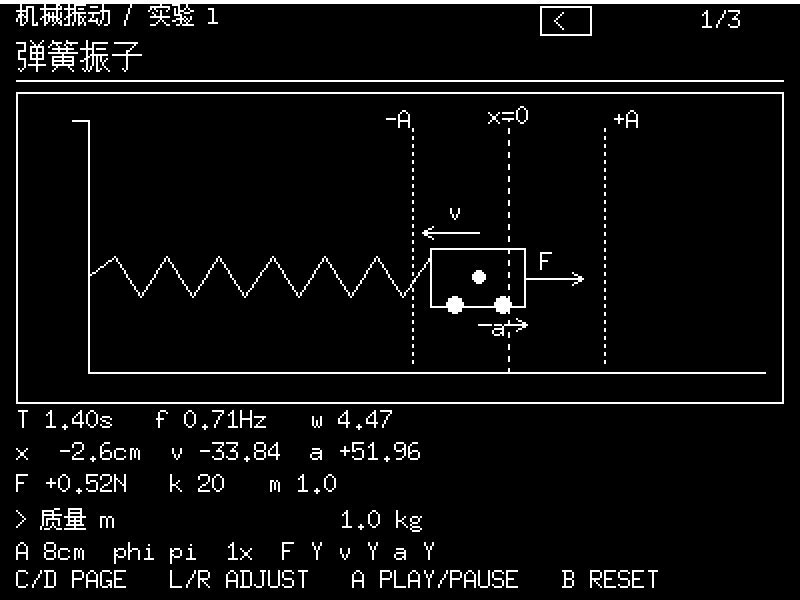 机械振动 / 实验 1 < 1/3
弹簧振子
-A x=0 +A
v
F
a
T 1.40s f 0.71Hz w 4.47
x -2.6cm v -33.84 a +51.96
F +0.52N k 20 m 1.0
> 质量 m 1.0 kg
A 8cm phi pi 1x F Y v Y a Y
C/D PAGE L/R ADJUST A PLAY/PAUSE B RESET